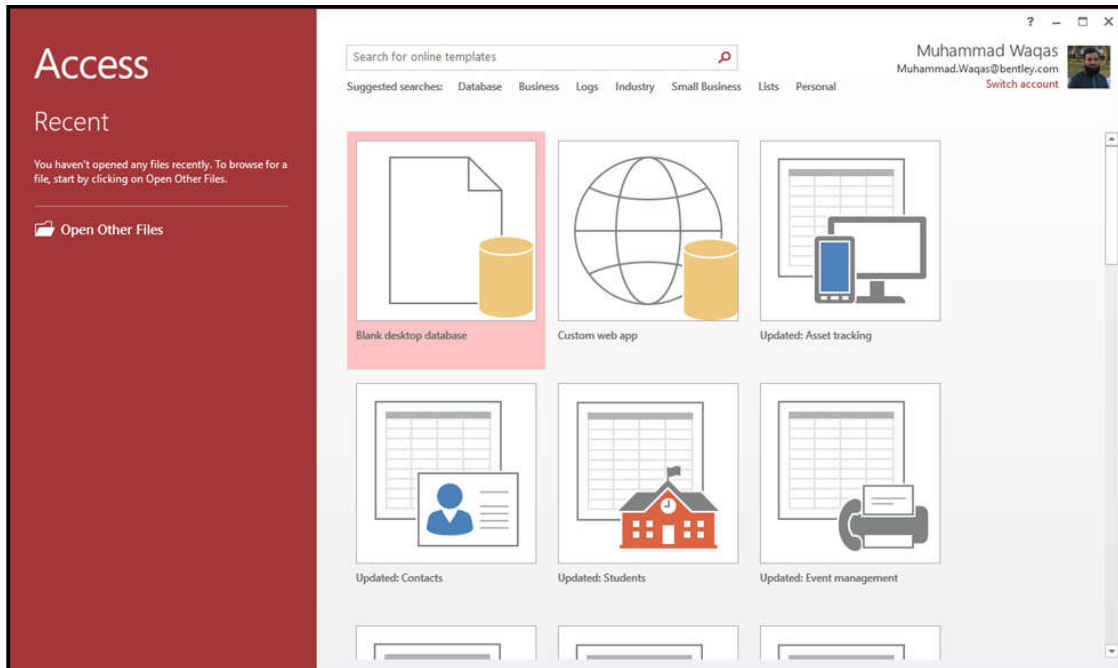 Access
Recent
You haven't opened any files recently. To browse for a
file, start by clicking on Open Other Files.
Open Other Files
?
Search for online templates
Suggested searches: Database Business Logs Industry Small Business Lists Personal
Muhammad Waqas
Muhammad.Waqas@bentley.com
Switch account
Blank desktop database
Custom web app
Updated: Asset tracking
Updated: Contacts
Updated: Students
Updated: Event management